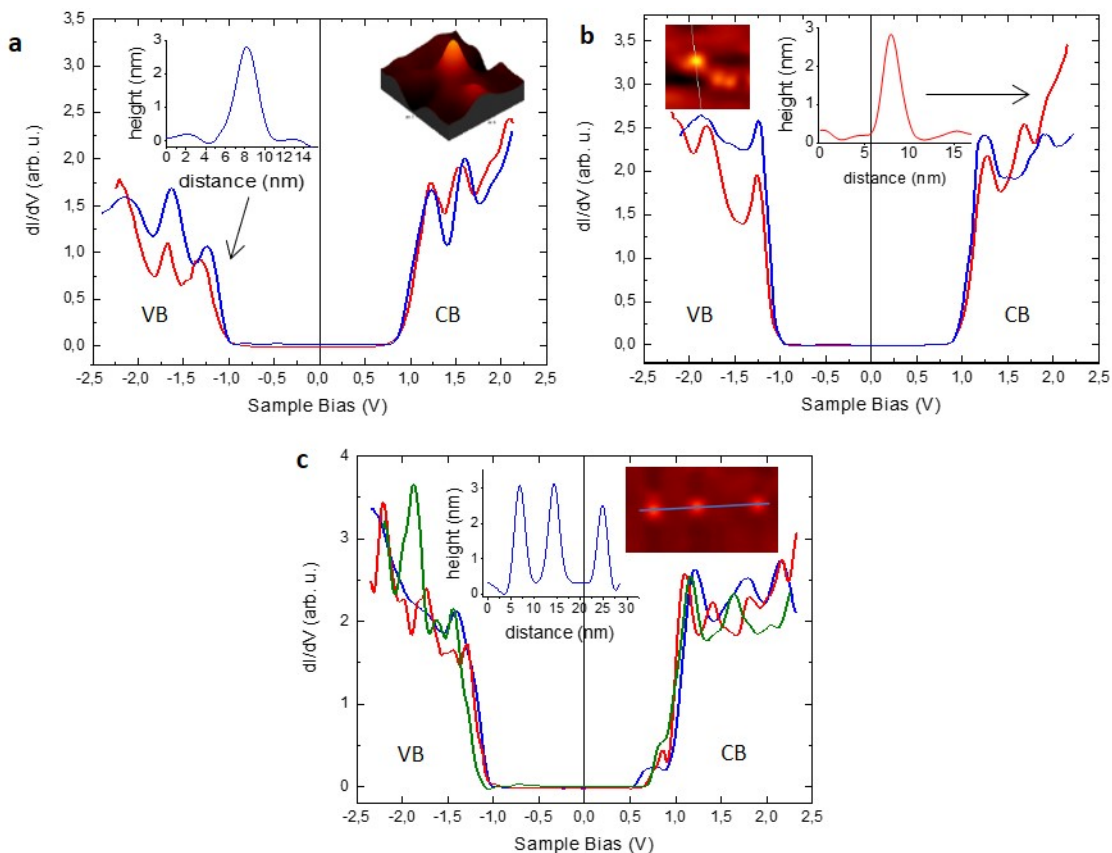 a
3,5
3,0
2,5
2,0
1,5
1,0
0,5
0,0
dI/dV (arb. u.)
-2,5 -2,0 -1,5 -1,0 -0,5 0,0 0,5 1,0 1,5 2,0 2,5
Sample Bias (V)
VB
CB
height (nm)
3
2
1
0
0 2 4 6 8 10 12 14
distance (nm)
b
3,5
3,0
2,5
2,0
1,5
1,0
0,5
0,0
dI/dV (arb. u.)
-2,5 -2,0 -1,5 -1,0 -0,5 0,0 0,5 1,0 1,5 2,0 2,5
Sample Bias (V)
VB
CB
height (nm)
3
2
1
0
0 5 10 15
distance (nm)
c
4
3
2
1
0
dI/dV (arb. u.)
-2,5 -2,0 -1,5 -1,0 -0,5 0,0 0,5 1,0 1,5 2,0 2,5
Sample Bias (V)
VB
CB
height (nm)
3
2
1
0
0 5 10 15 20 25 30
distance (nm)